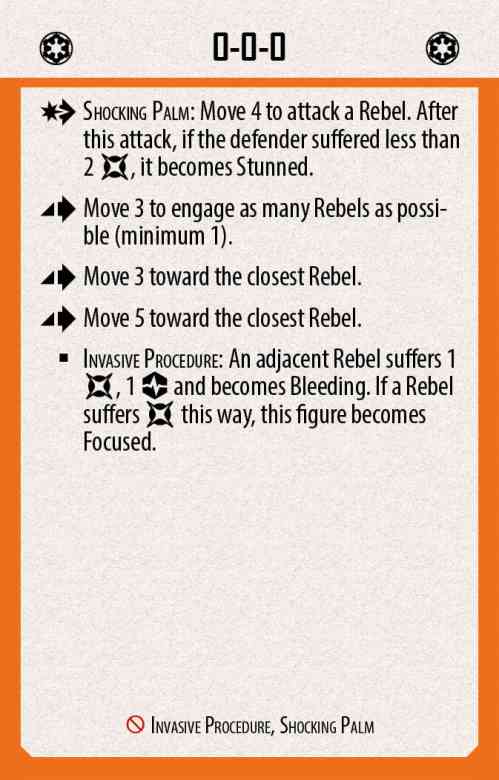 0-0-0
Shocking Palm: Move 4 to attack a Rebel. After
this attack, if the defender suffered less than
2 , it becomes Stunned.
Move 3 to engage as many Rebels as possi-
ble (minimum 1).
Move 3 toward the closest Rebel.
Move 5 toward the closest Rebel.
▪ Invasive Procedure: An adjacent Rebel suffers 1
, 1 and becomes Bleeding. If a Rebel
suffers this way, this figure becomes
Focused.
Invasive Procedure, Shocking Palm